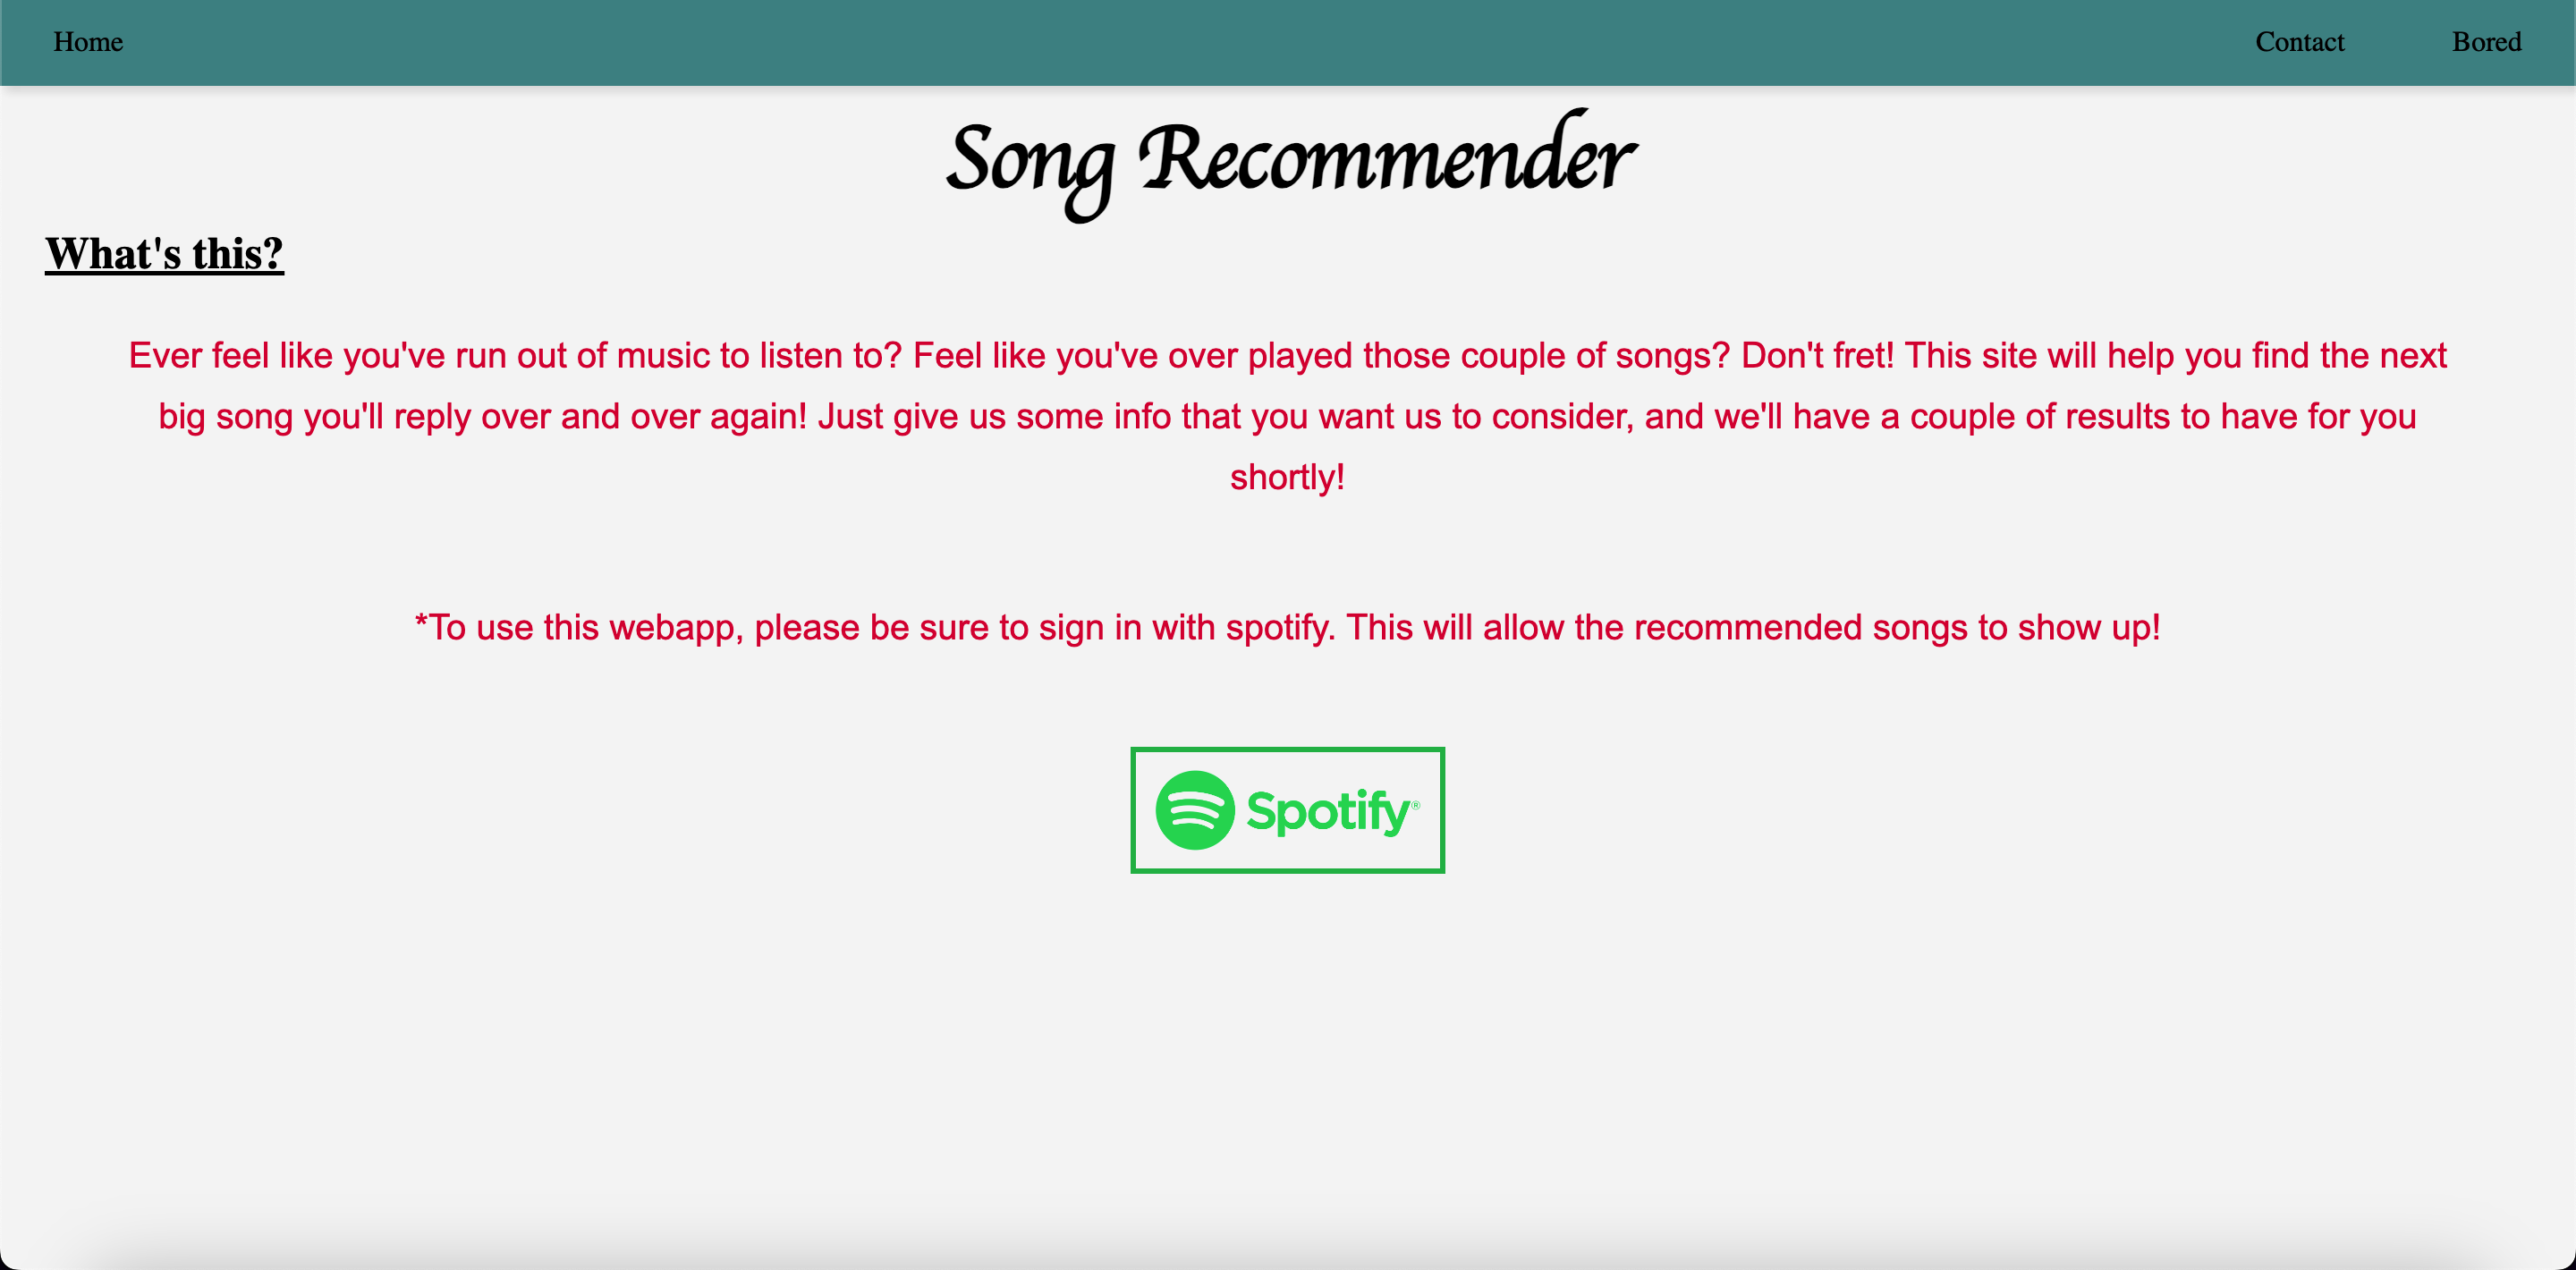 Home Contact Bored
Song Recommender
What's this?
Ever feel like you've run out of music to listen to? Feel like you've over played those couple of songs? Don't fret! This site will help you find the next
big song you'll reply over and over again! Just give us some info that you want us to consider, and we'll have a couple of results to have for you
shortly!
*To use this webapp, please be sure to sign in with spotify. This will allow the recommended songs to show up!
Spotify®